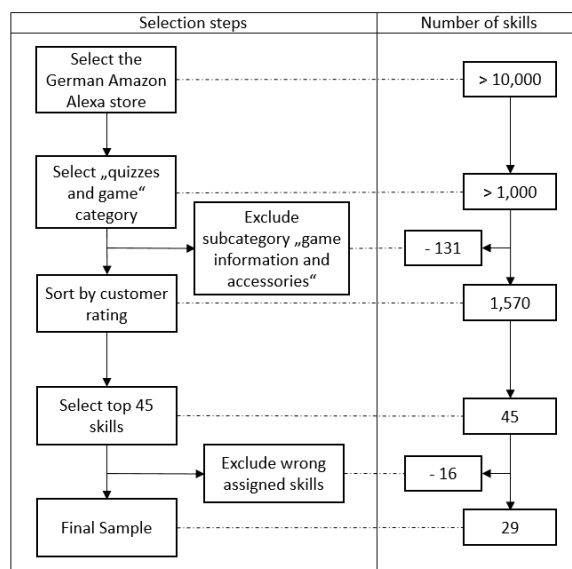 Selection steps
Number of skills
Select the
German Amazon
Alexa store
> 10,000
Select „quizzes
and game“
category
> 1,000
Exclude
subcategory „game
information and
accessories“
- 131
Sort by customer
rating
1,570
Select top 45
skills
45
Exclude wrong
assigned skills
- 16
Final Sample
29